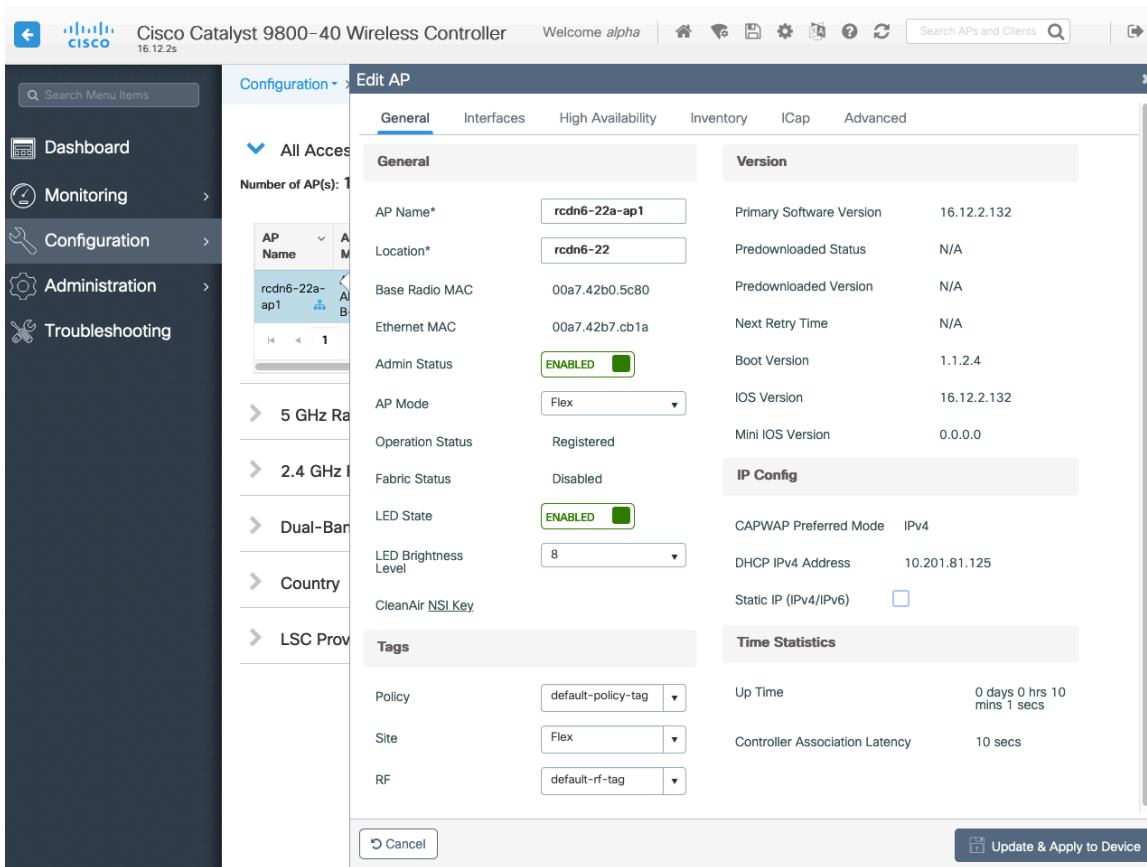 CISCO
Cisco Catalyst 9800-40 Wireless Controller
16.12.2s
Welcome alpha
Search APs and Clients
Search Menu Items
Dashboard
Monitoring
Configuration
Administration
Troubleshooting
Configuration
All Acces
Number of AP(s): 1
AP
Name
A
M
rcdn6-22a-
ap1
1
5 GHz Ra
2.4 GHz
Dual-Ban
Country
LSC Prov
Edit AP
General Interfaces High Availability Inventory ICap Advanced
General
AP Name* rcdn6-22a-ap1
Location* rcdn6-22
Base Radio MAC 00a7.42b0.5c80
Ethernet MAC 00a7.42b7.cb1a
Admin Status ENABLED
AP Mode Flex
Operation Status Registered
Fabric Status Disabled
LED State ENABLED
LED Brightness 8
Level
CleanAir NSI Key
Tags
Policy default-policy-tag
Site Flex
RF default-rf-tag
Version
Primary Software Version 16.12.2.132
Predownloaded Status N/A
Predownloaded Version N/A
Next Retry Time N/A
Boot Version 1.1.2.4
IOS Version 16.12.2.132
Mini IOS Version 0.0.0.0
IP Config
CAPWAP Preferred Mode IPv4
DHCP IPv4 Address 10.201.81.125
Static IP (IPv4/IPv6)
Time Statistics
Up Time 0 days 0 hrs 10
mins 1 secs
Controller Association Latency 10 secs
Cancel
Update & Apply to Device